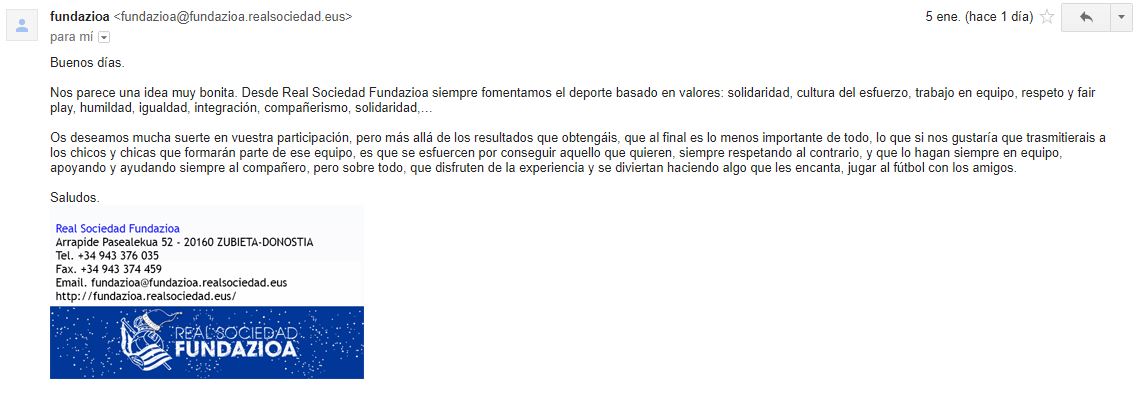 fundazioa <fundazioa@fundazioa.realsociedad.eus>
5 ene. (hace 1 día)
para mí
Buenos días.
Nos parece una idea muy bonita. Desde Real Sociedad Fundazioa siempre fomentamos el deporte basado en valores: solidaridad, cultura del esfuerzo, trabajo en equipo, respeto y fair
play, humildad, igualdad, integración, compañerismo, solidaridad,…
Os deseamos mucha suerte en vuestra participación, pero más allá de los resultados que obtengáis, que al final es lo menos importante de todo, lo que si nos gustaría que trasmitierais a
los chicos y chicas que formarán parte de ese equipo, es que se esfuercen por conseguir aquello que quieren, siempre respetando al contrario, y que lo hagan siempre en equipo,
apoyando y ayudando siempre al compañero, pero sobre todo, que disfruten de la experiencia y se diviertan haciendo algo que les encanta, jugar al fútbol con los amigos.
Saludos.
Real Sociedad Fundazioa
Arrapide Pasealekua 52 - 20160 ZUBIETA-DONOSTIA
Tel. +34 943 376 035
Fax. +34 943 374 459
Email. fundazioa@fundazioa.realsociedad.eus
http://fundazioa.realsociedad.eus/
REAL SOCIEDAD
FUNDAZIOA